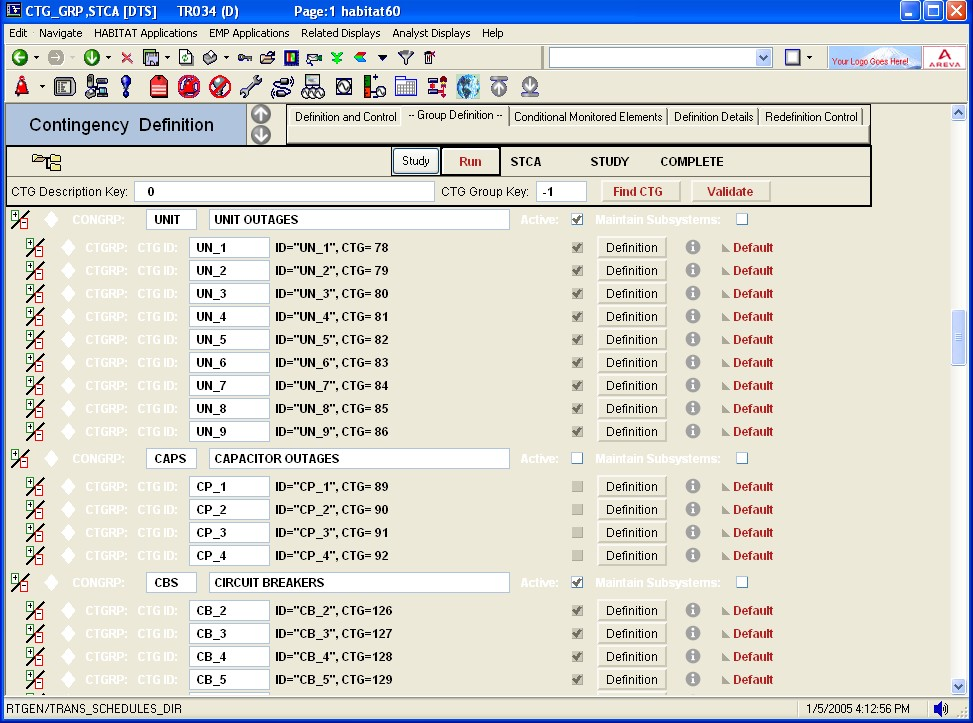 CTG_GRP,STCA [DTS] TR034 (D) Page:1 habitat60
Edit Navigate HABITAT Applications EMP Applications Related Displays Analyst Displays Help
Your Logo Goes Here! AREVA
Contingency Definition
Definition and Control -- Group Definition -- Conditional Monitored Elements Definition Details Redefinition Control
Study Run STCA STUDY COMPLETE
CTG Description Key: 0 CTG Group Key: -1 Find CTG Validate
CONGRP: UNIT UNIT OUTAGES Active: Maintain Subsystems:
CTGRP: CTG ID: UN_1 ID="UN_1", CTG= 78 Definition Default
CTGRP: CTG ID: UN_2 ID="UN_2", CTG= 79 Definition Default
CTGRP: CTG ID: UN_3 ID="UN_3", CTG= 80 Definition Default
CTGRP: CTG ID: UN_4 ID="UN_4", CTG= 81 Definition Default
CTGRP: CTG ID: UN_5 ID="UN_5", CTG= 82 Definition Default
CTGRP: CTG ID: UN_6 ID="UN_6", CTG= 83 Definition Default
CTGRP: CTG ID: UN_7 ID="UN_7", CTG= 84 Definition Default
CTGRP: CTG ID: UN_8 ID="UN_8", CTG= 85 Definition Default
CTGRP: CTG ID: UN_9 ID="UN_9", CTG= 86 Definition Default
CONGRP: CAPS CAPACITOR OUTAGES Active: Maintain Subsystems:
CTGRP: CTG ID: CP_1 ID="CP_1", CTG= 89 Definition Default
CTGRP: CTG ID: CP_2 ID="CP_2", CTG= 90 Definition Default
CTGRP: CTG ID: CP_3 ID="CP_3", CTG= 91 Definition Default
CTGRP: CTG ID: CP_4 ID="CP_4", CTG= 92 Definition Default
CONGRP: CBS CIRCUIT BREAKERS Active: Maintain Subsystems:
CTGRP: CTG ID: CB_2 ID="CB_2", CTG=126 Definition Default
CTGRP: CTG ID: CB_3 ID="CB_3", CTG=127 Definition Default
CTGRP: CTG ID: CB_4 ID="CB_4", CTG=128 Definition Default
CTGRP: CTG ID: CB_5 ID="CB_5", CTG=129 Definition Default
RTGEN/TRANS_SCHEDULES_DIR 1/5/2005 4:12:56 PM